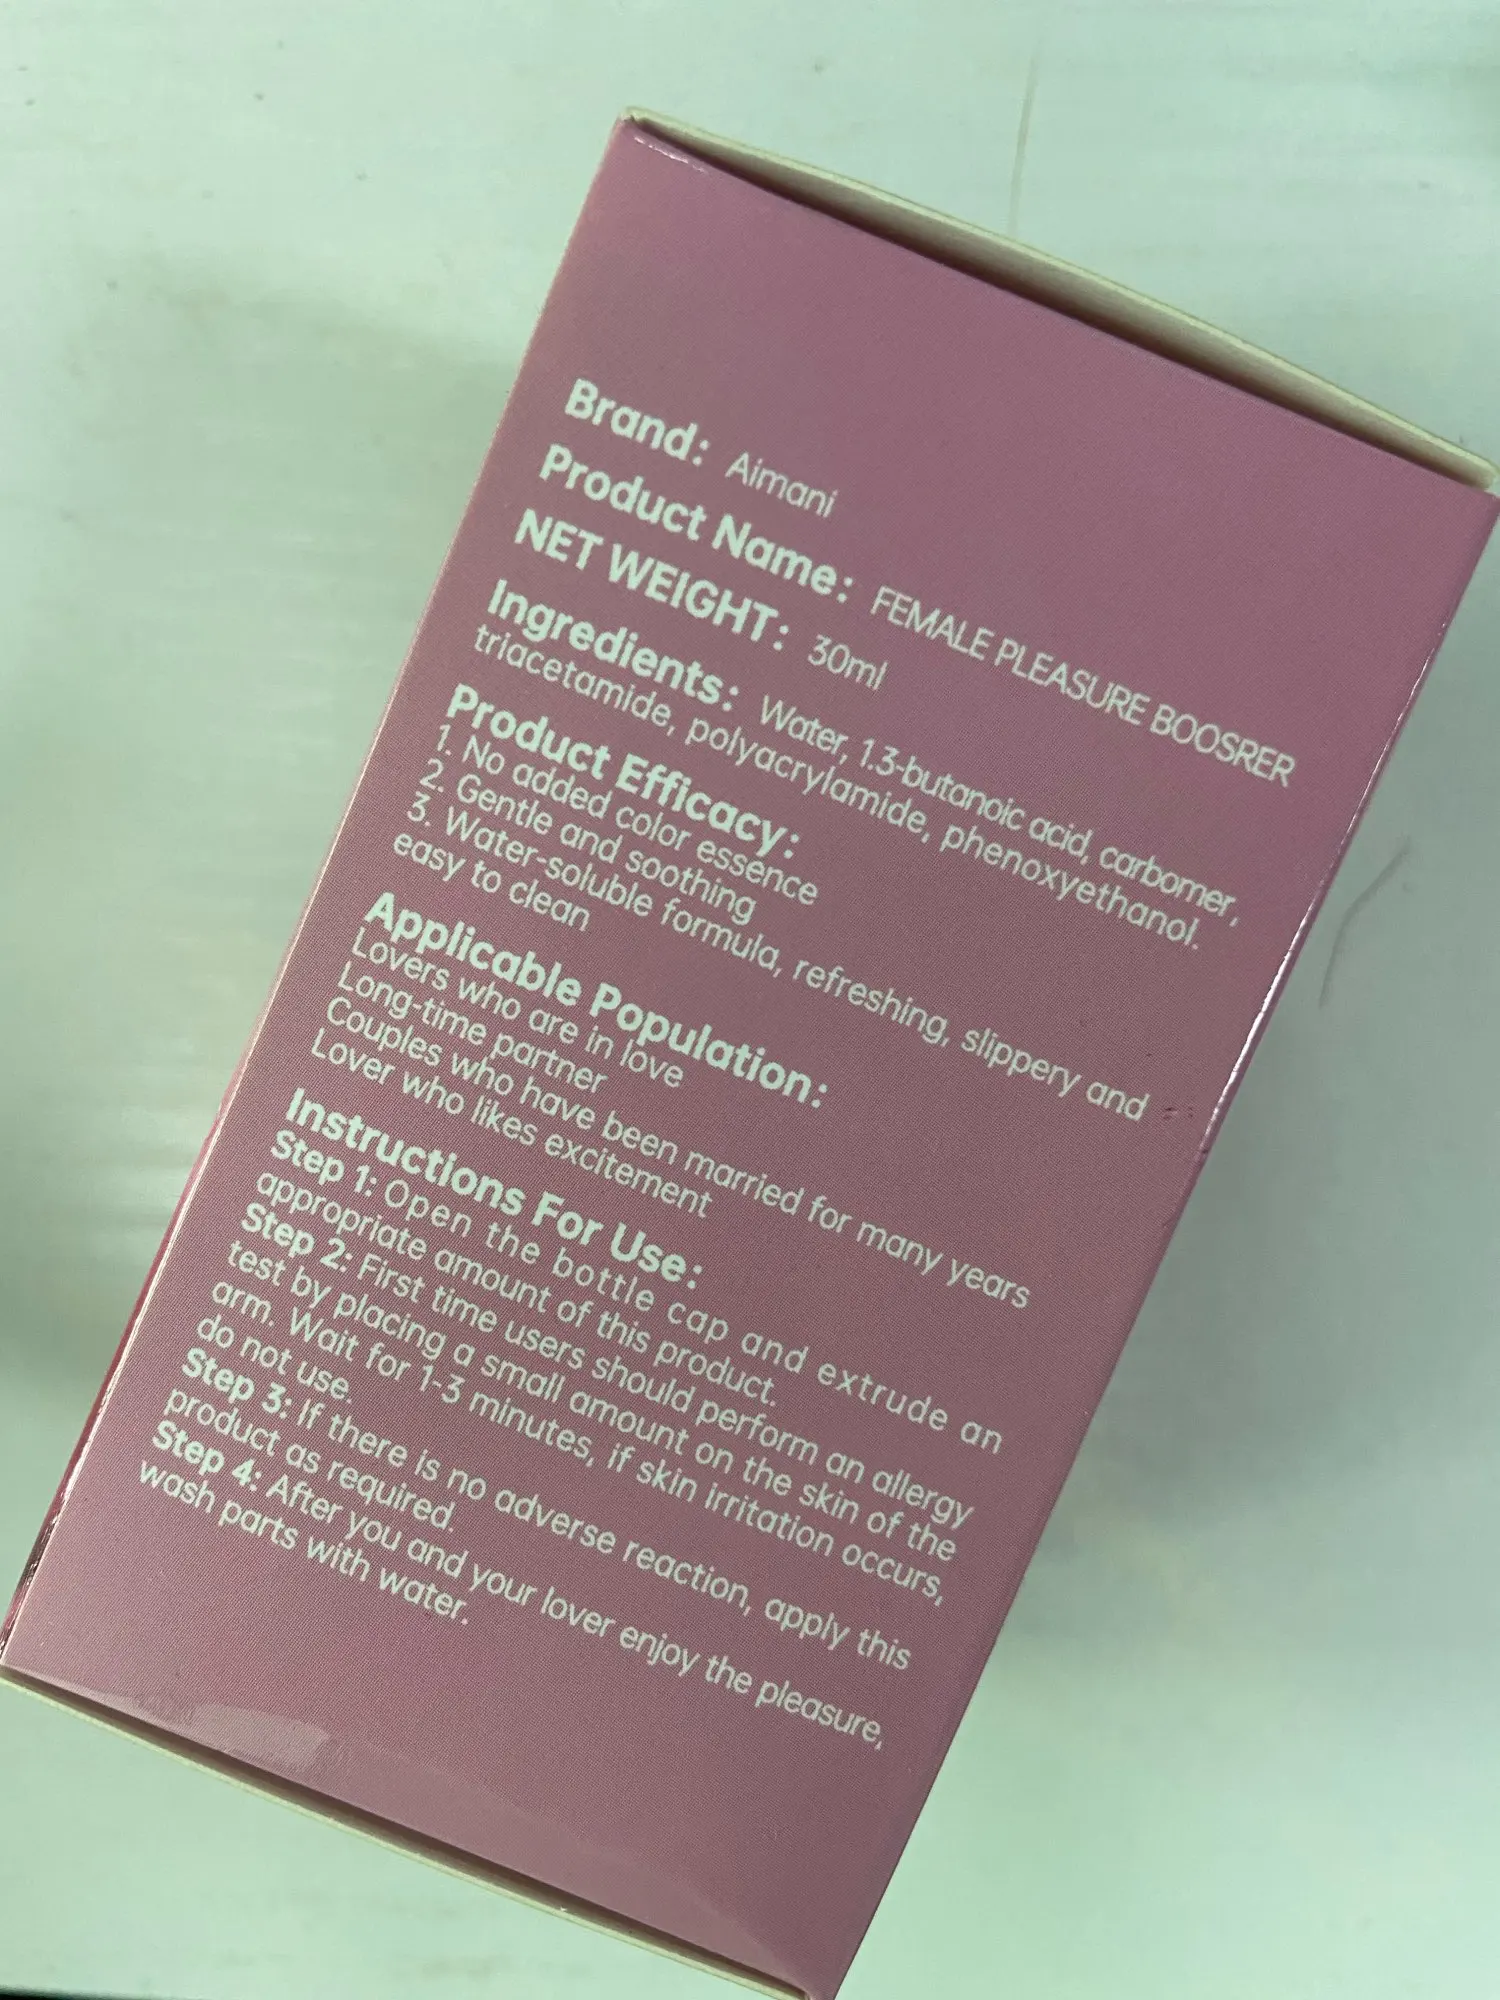 Brand: Aimani
Product Name: FEMALE PLEASURE BOOSRER
NET WEIGHT: 30ml
Ingredients: Water, 1.3-butanoic acid, carbomer,
triacetamide, polyacrylamide, phenoxyethanol.
Product Efficacy:
1. No added color essence
2. Gentle and soothing
3. Water-soluble formula, refreshing, slippery and
easy to clean
Applicable Population:
Lovers who are in love
Long-time partner
Couples who have been married for many years
Lover who likes excitement
Instructions For Use:
Step 1: Open the bottle cap and extrude an
appropriate amount of this product.
Step 2: First time users should perform an allergy
test by placing a small amount on the skin of the
arm. Wait for 1-3 minutes, if skin irritation occurs,
do not use.
Step 3: If there is no adverse reaction, apply this
product as required.
Step 4: After you and your lover enjoy the pleasure,
wash parts with water.